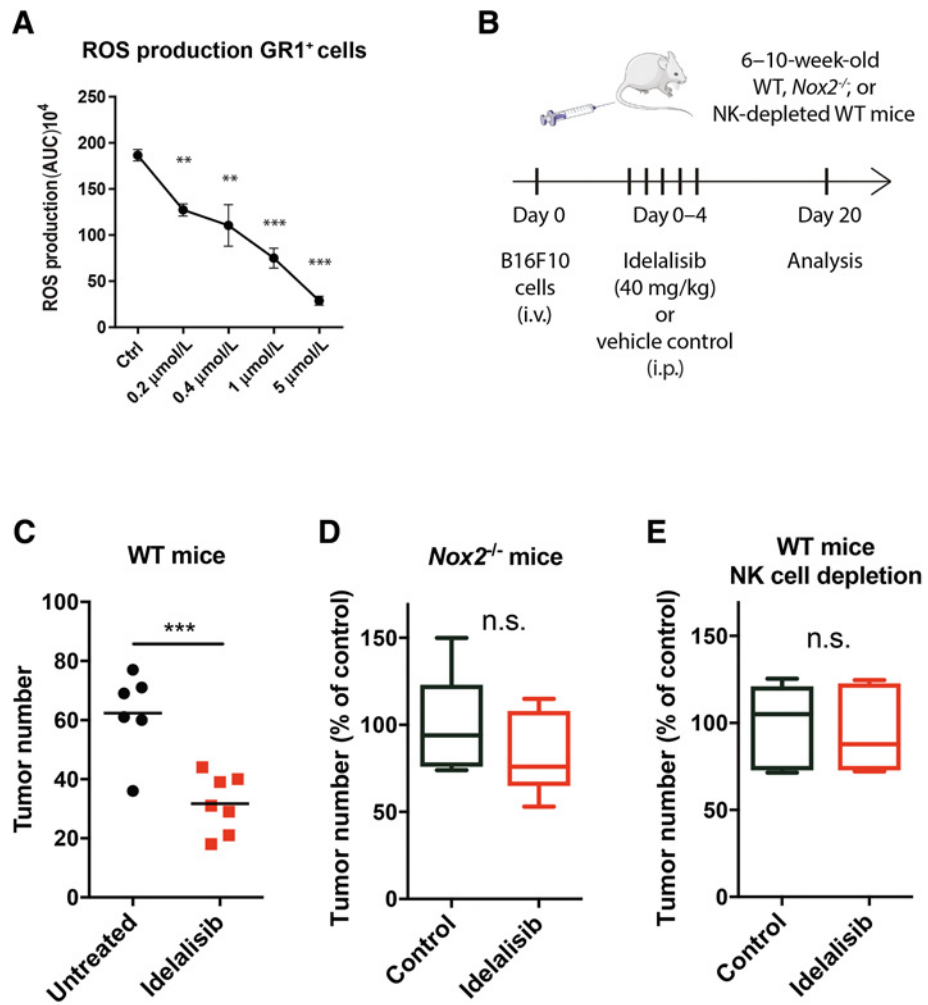 A
ROS production GR1⁺ cells
ROS production (AUC)10⁴
250
200
150
100
50
0
**
**
***
***
Ctrl
0.2 µmol/L
0.4 µmol/L
1 µmol/L
5 µmol/L
B
6–10-week-old
WT, Nox2⁻/⁻, or
NK-depleted WT mice
Day 0
Day 0–4
Day 20
B16F10
cells
(i.v.)
Idelalisib
(40 mg/kg)
or
vehicle control
(i.p.)
Analysis
C
WT mice
Tumor number
100
80
60
40
20
0
***
Untreated
Idelalisib
D
Nox2⁻/⁻ mice
Tumor number (% of control)
150
100
50
0
n.s.
Control
Idelalisib
E
WT mice
NK cell depletion
Tumor number (% of control)
150
100
50
0
n.s.
Control
Idelalisib